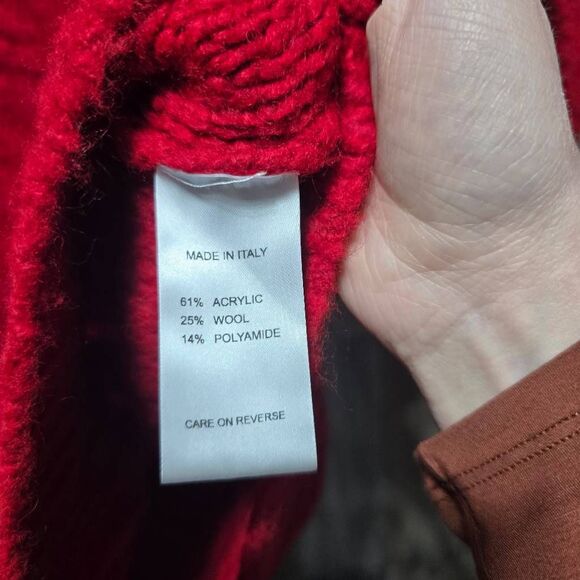 MADE IN ITALY
61% ACRYLIC
25% WOOL
14% POLYAMIDE
CARE ON REVERSE